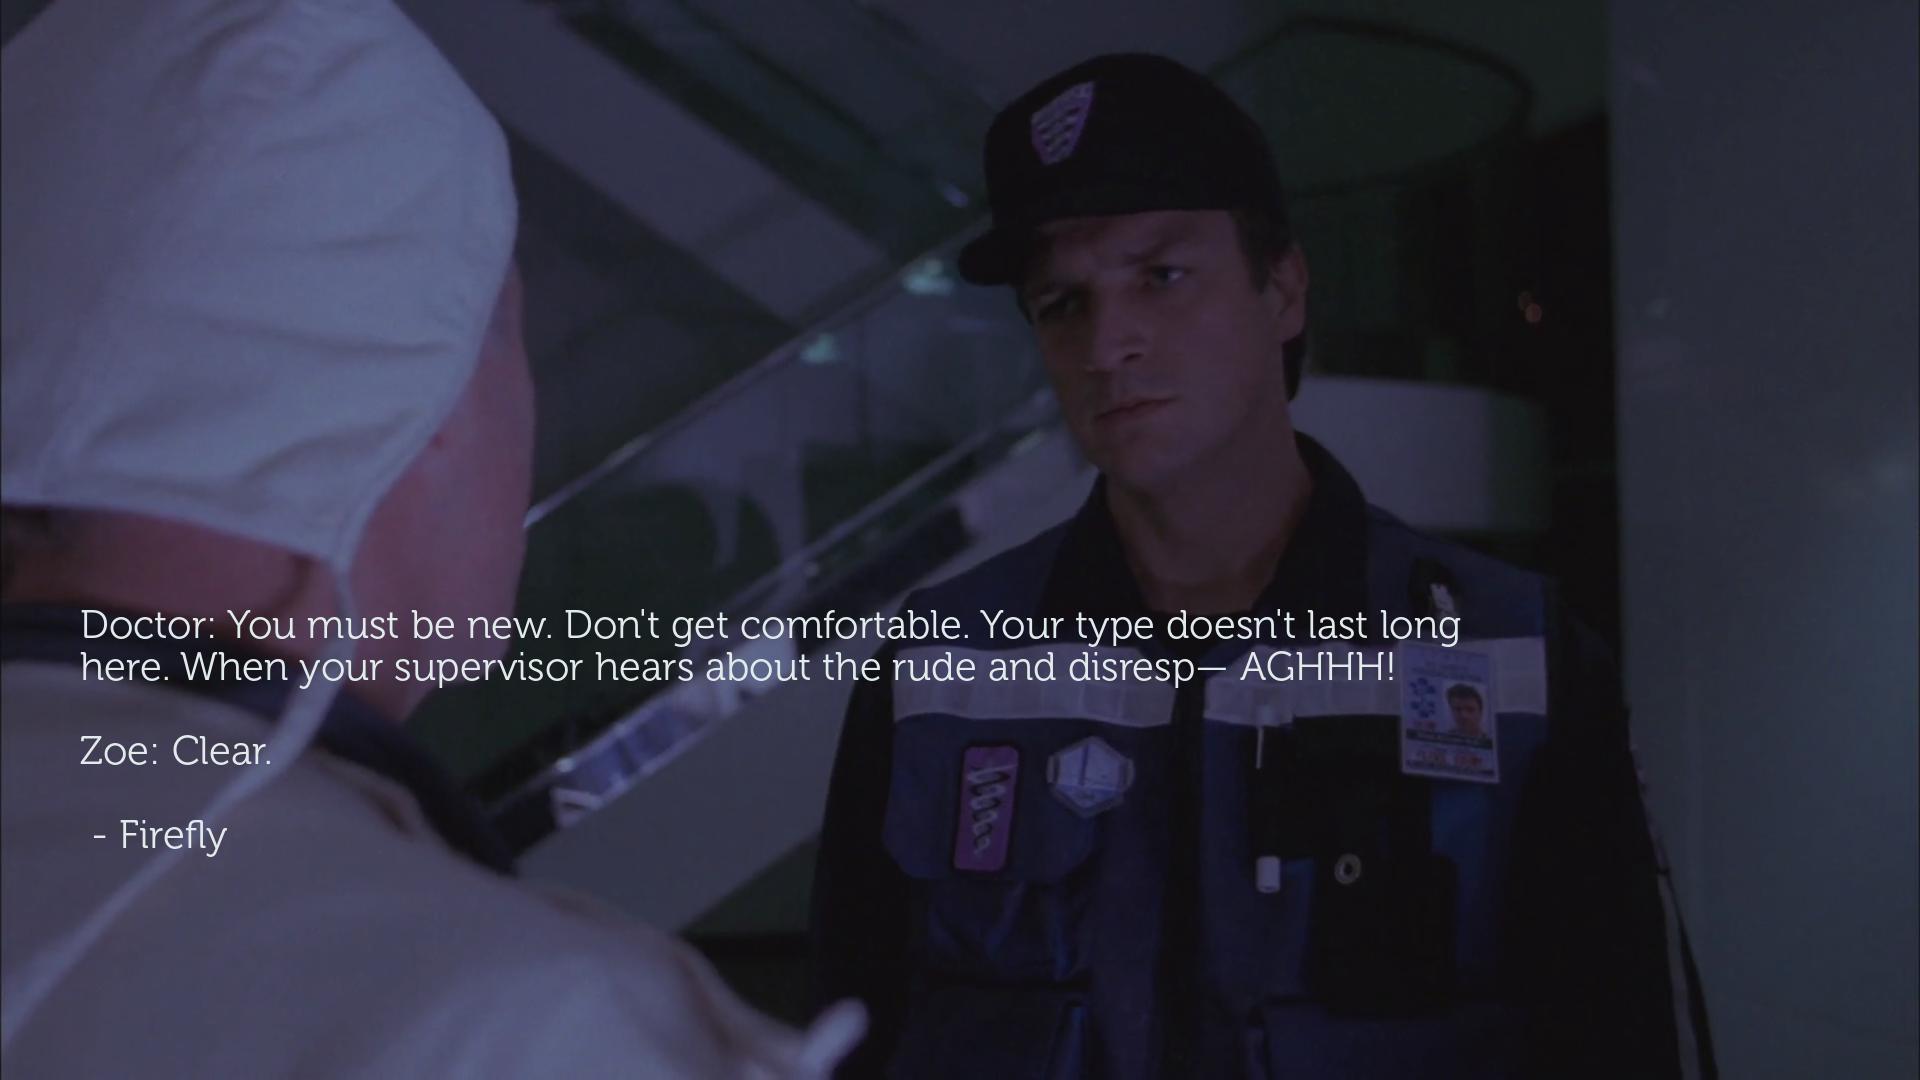 Doctor: You must be new. Don't get comfortable. Your type doesn't last long
here. When your supervisor hears about the rude and disresp— AGHHH!
Zoe: Clear.
- Firefly